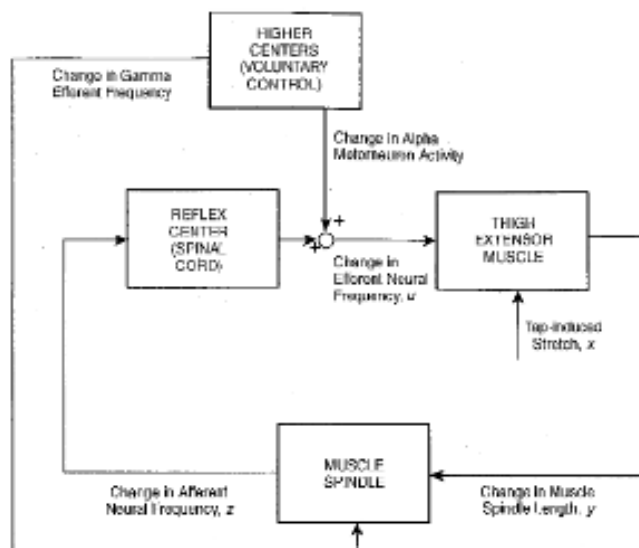 HIGHER
CENTERS
(VOLUNTARY
CONTROL)
Change in Gamma
Efferent Frequency
Change in Alpha
Motorneuron Activity
REFLEX
CENTER
(SPINAL
CORD)
+
+
THIGH
EXTENSOR
MUSCLE
Change in
Efferent Neural
Frequency, u
Tap-induced
Stretch, x
MUSCLE
SPINDLE
Change in Afferent
Neural Frequency, z
Change in Muscle
Spindle Length, y